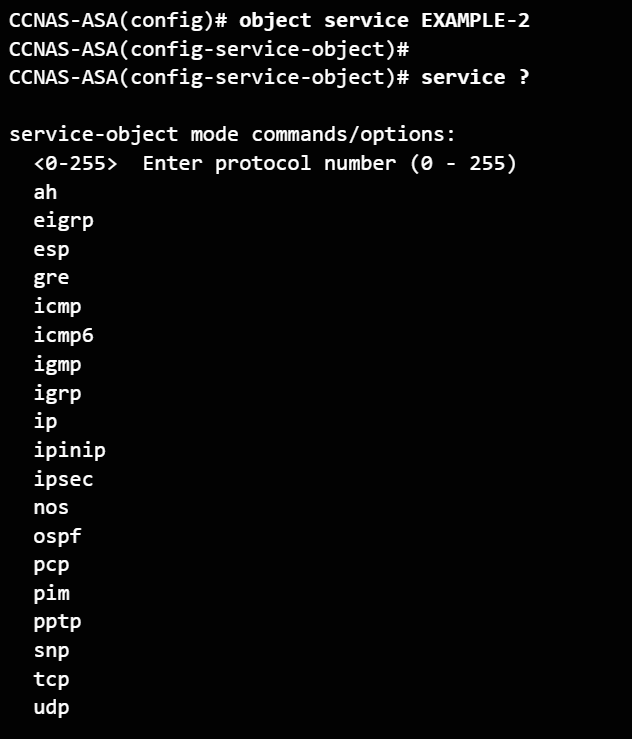 CCNAS-ASA(config)# object service EXAMPLE-2
CCNAS-ASA(config-service-object)#
CCNAS-ASA(config-service-object)# service ?
service-object mode commands/options:
<0-255>  Enter protocol number (0 - 255)
ah
eigrp
esp
gre
icmp
icmp6
igmp
igrp
ip
ipinip
ipsec
nos
ospf
pcp
pim
pptp
snp
tcp
udp